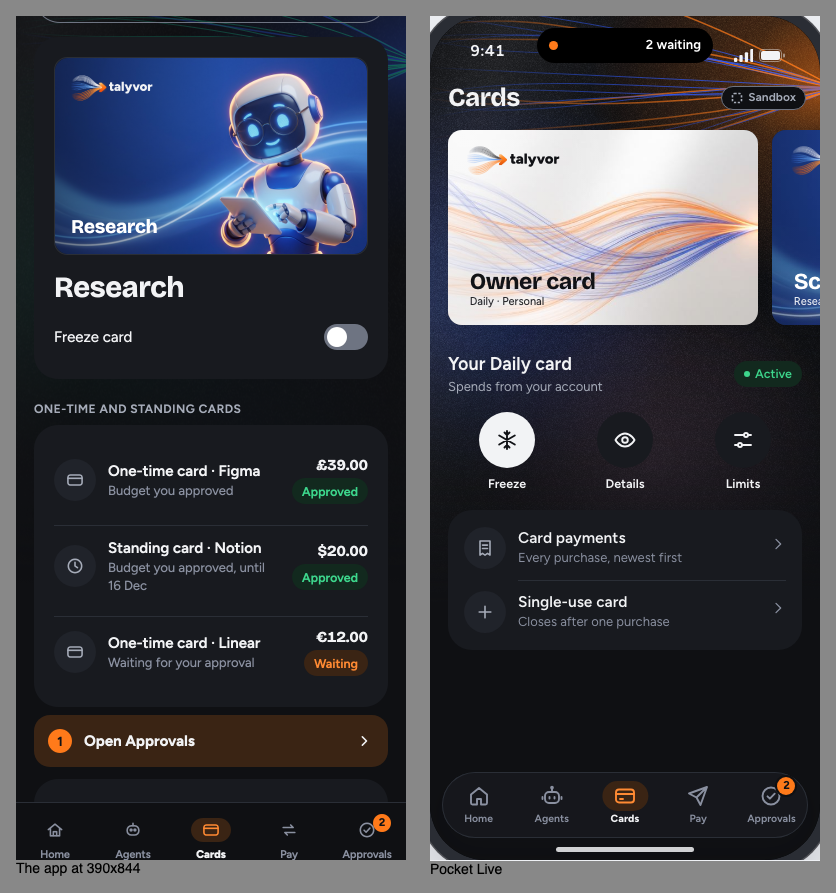 talyvor
Research
Research
Freeze card
ONE-TIME AND STANDING CARDS
One-time card · Figma
Budget you approved
£39.00
Approved
Standing card · Notion
Budget you approved, until
16 Dec
$20.00
Approved
One-time card · Linear
Waiting for your approval
€12.00
Waiting
1
Open Approvals
Home
Agents
Cards
Pay
2
Approvals
The app at 390x844
9:41
2 waiting
Cards
Sandbox
talyvor
Owner card
Daily · Personal
Sc
Resea
Your Daily card
Spends from your account
Active
Freeze
Details
Limits
Card payments
Every purchase, newest first
Single-use card
Closes after one purchase
Home
Agents
Cards
Pay
2
Approvals
Pocket Live